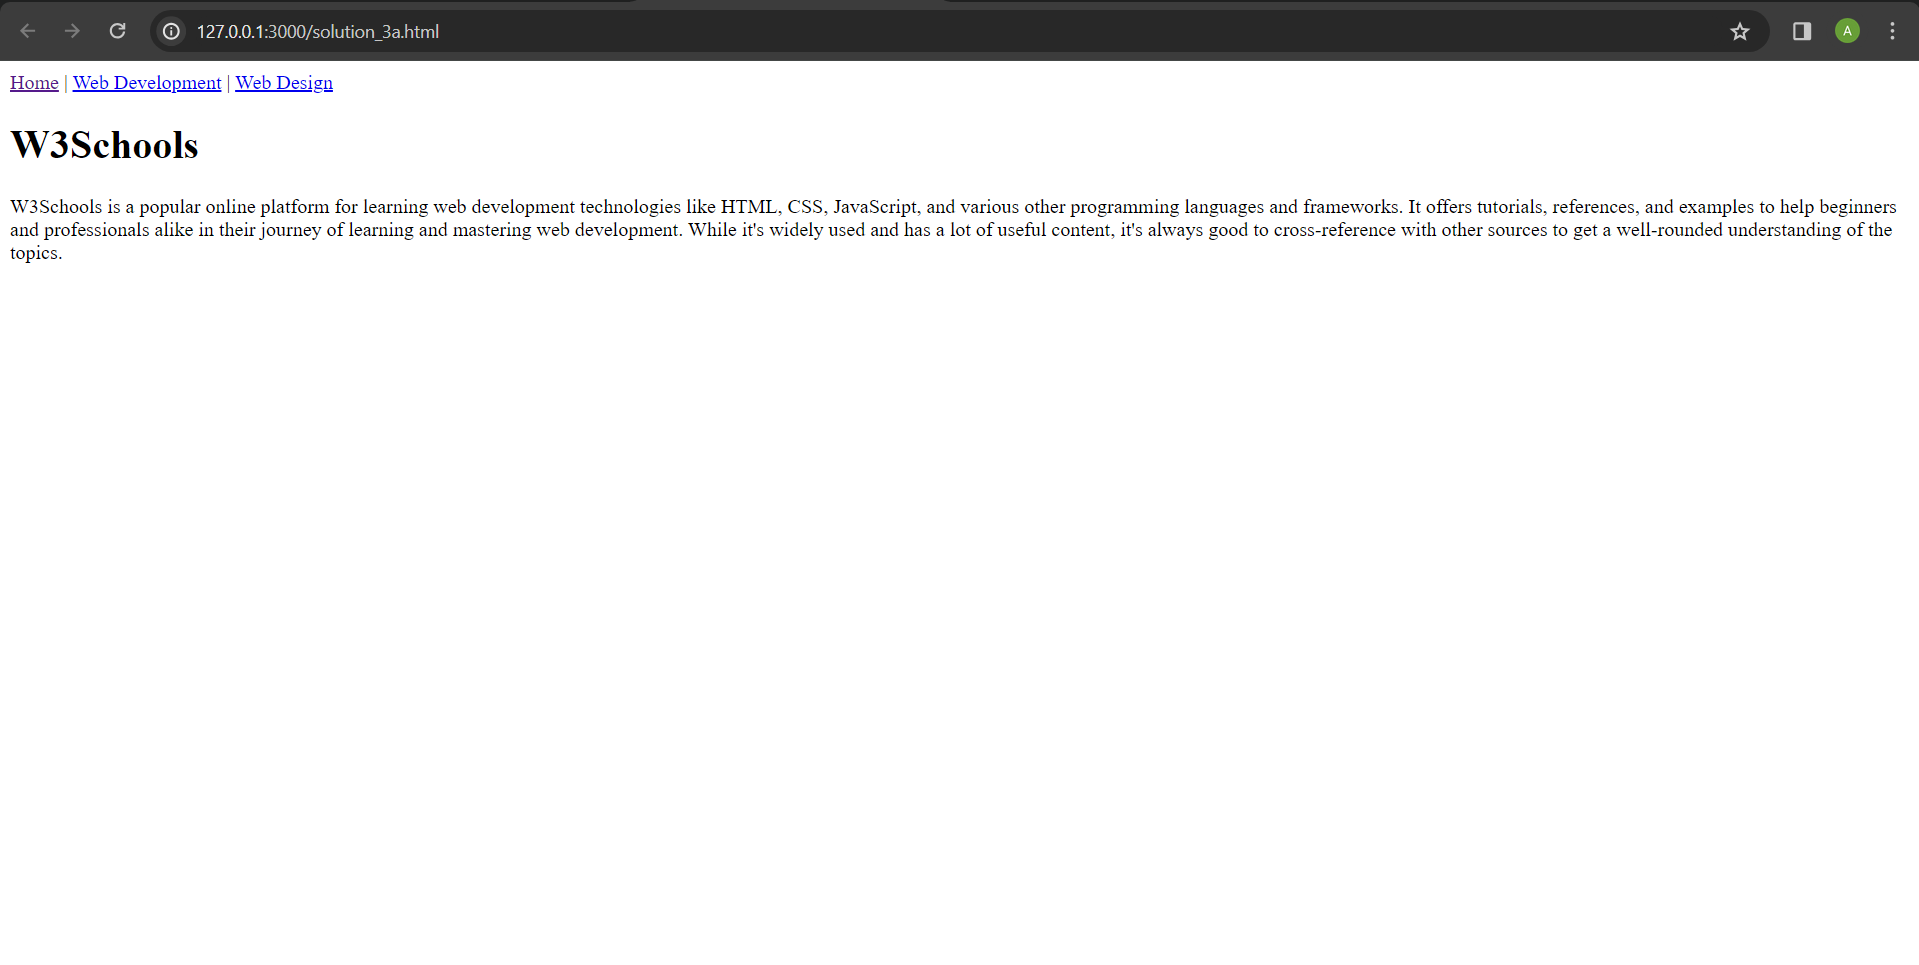 127.0.0.1:3000/solution_3a.html
A
Home | Web Development | Web Design
W3Schools
W3Schools is a popular online platform for learning web development technologies like HTML, CSS, JavaScript, and various other programming languages and frameworks. It offers tutorials, references, and examples to help beginners
and professionals alike in their journey of learning and mastering web development. While it's widely used and has a lot of useful content, it's always good to cross-reference with other sources to get a well-rounded understanding of the
topics.